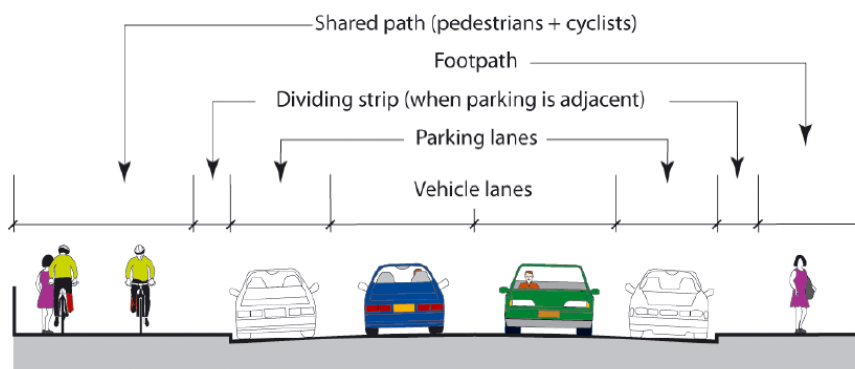 Shared path (pedestrians + cyclists)
Footpath
Dividing strip (when parking is adjacent)
Parking lanes
Vehicle lanes